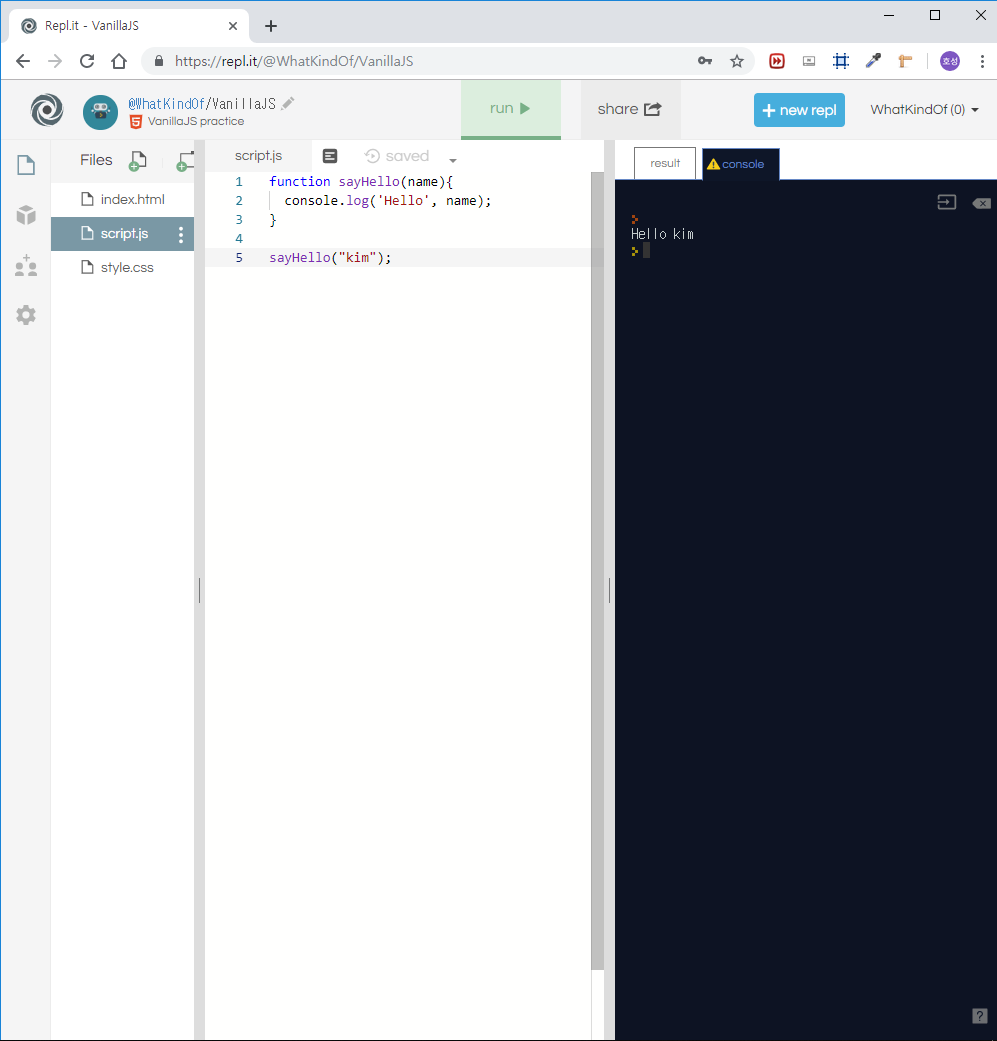 Repl.it - VanillaJS
https://repl.it/@WhatKindOf/VanillaJS
호성
@WhatKindOf/VanillaJS
VanillaJS practice
run
share
+ new repl
WhatKindOf (0)
Files
index.html
script.js
style.css
script.js
saved
1 function sayHello(name){
2 console.log('Hello', name);
3 }
4
5 sayHello("kim");
result
console
>
Hello kim
>
?